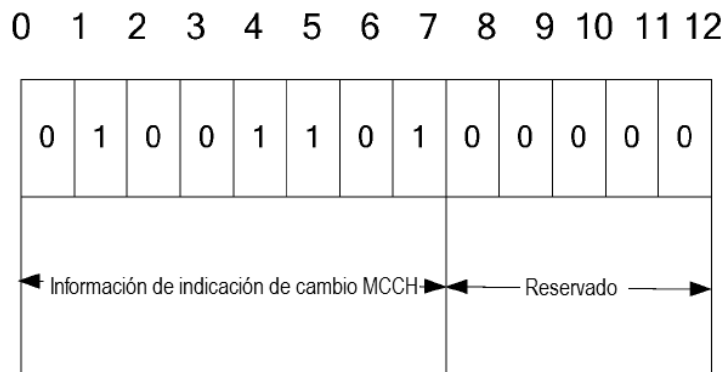 0 1 2 3 4 5 6 7 8 9 10 11 12
0 1 0 0 1 1 0 1 0 0 0 0 0
Información de indicación de cambio MCCH Reservado